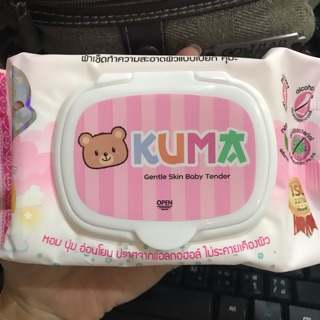 ผ้าเช็ดทำความสะอาดผิวแบบเปียก คุมะ
alcohol
KUMA
Gentle Skin Baby Tender
OPEN
ISO
หอม นุ่ม อ่อนโยน ปราศจากแอลกอฮอล์ ไม่ระคายเคืองผิว